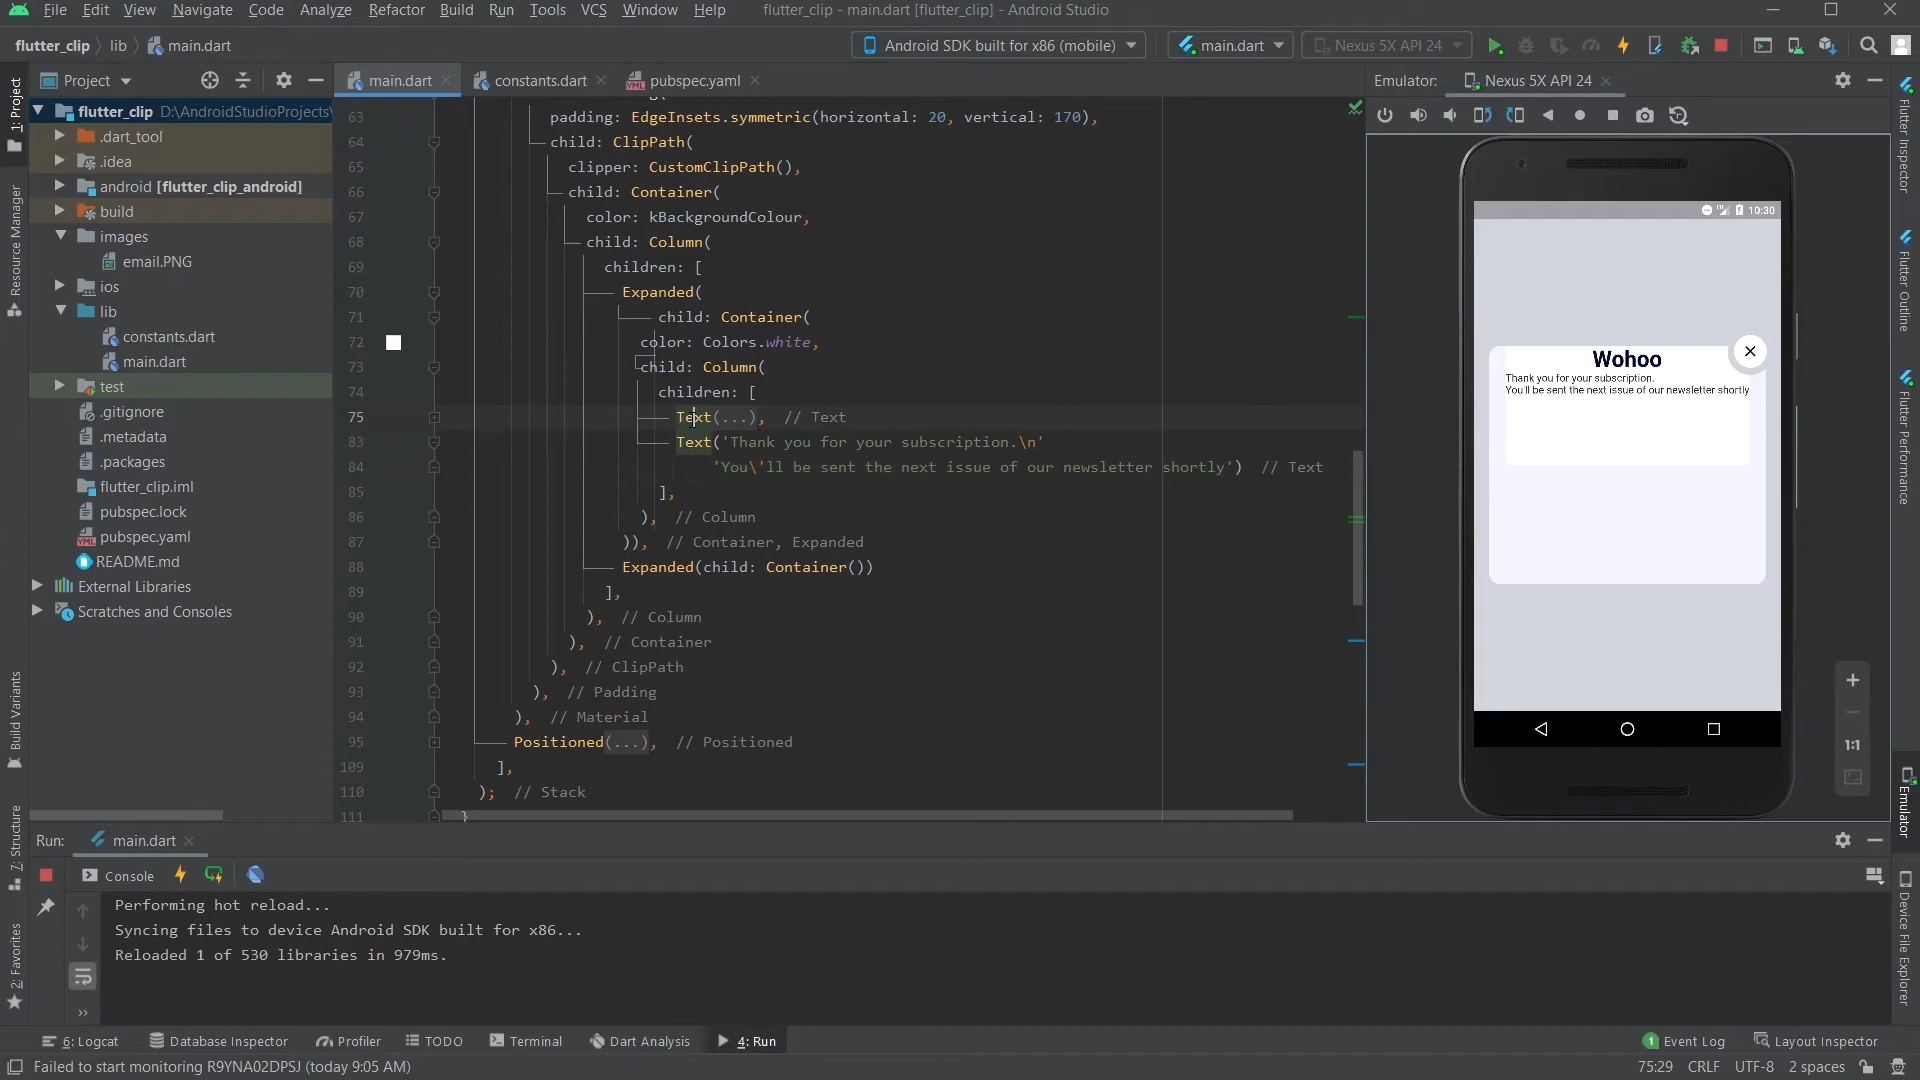 File Edit View Navigate Code Analyze Refactor Build Run Tools VCS Window Help flutter_clip - main.dart [flutter_clip] - Android Studio
flutter_clip lib main.dart Android SDK built for x86 (mobile) main.dart Nexus 5X API 24
Project main.dart constants.dart pubspec.yaml Emulator: Nexus 5X API 24
1: Project
Resource Manager
Build Variants
7: Structure
2: Favorites
flutter_clip D:\AndroidStudioProjects\
.dart_tool
.idea
android [flutter_clip_android]
build
images
email.PNG
ios
lib
constants.dart
main.dart
test
.gitignore
.metadata
.packages
flutter_clip.iml
pubspec.lock
pubspec.yaml
README.md
External Libraries
Scratches and Consoles
63 padding: EdgeInsets.symmetric(horizontal: 20, vertical: 170),
64 child: ClipPath(
65 clipper: CustomClipPath(),
66 child: Container(
67 color: kBackgroundColour,
68 child: Column(
69 children: [
70 Expanded(
71 child: Container(
72 color: Colors.white,
73 child: Column(
74 children: [
75 Text(...), // Text
83 Text('Thank you for your subscription.\n'
84 'You\'ll be sent the next issue of our newsletter shortly') // Text
85 ],
86 ), // Column
87 )), // Container, Expanded
88 Expanded(child: Container())
89 ],
90 ), // Column
91 ), // Container
92 ), // ClipPath
93 ), // Padding
94 ), // Material
95 Positioned(...), // Positioned
109 ],
110 ); // Stack
111 }
10:30
Wohoo
Thank you for your subscription.
You'll be sent the next issue of our newsletter shortly
1:1
Flutter Inspector
Flutter Outline
Flutter Performance
Emulator
Device File Explorer
Run: main.dart
Console
Performing hot reload...
Syncing files to device Android SDK built for x86...
Reloaded 1 of 530 libraries in 979ms.
6: Logcat Database Inspector Profiler TODO Terminal Dart Analysis 4: Run 1 Event Log Layout Inspector
Failed to start monitoring R9YNA02DPSJ (today 9:05 AM) 75:29 CRLF UTF-8 2 spaces